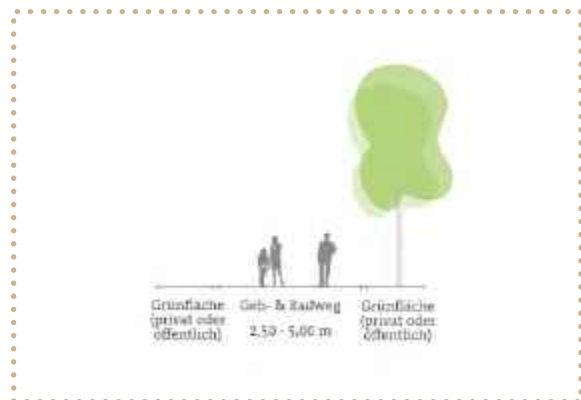 Grünfläche
(privat oder
öffentlich)
Geh- & Radweg
2,50 - 5,00 m
Grünfläche
(privat oder
öffentlich)